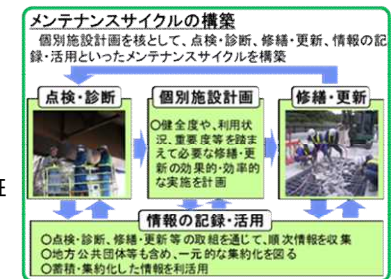 メンテナンスサイクルの構築
個別施設計画を核として、点検・診断、修繕・更新、情報の記
録・活用といったメンテナンスサイクルを構築
点検・診断
個別施設計画
修繕・更新
○健全度や、利用状
況、重要度等を踏ま
えて必要な修繕・更
新の効果的・効率的
な実施を計画
情報の記録・活用
○点検・診断、修繕・更新等の取組を通じて、順次情報を収集
○地方公共団体等も含め、一元的な集約化を図る
○蓄積・集約化した情報を利活用